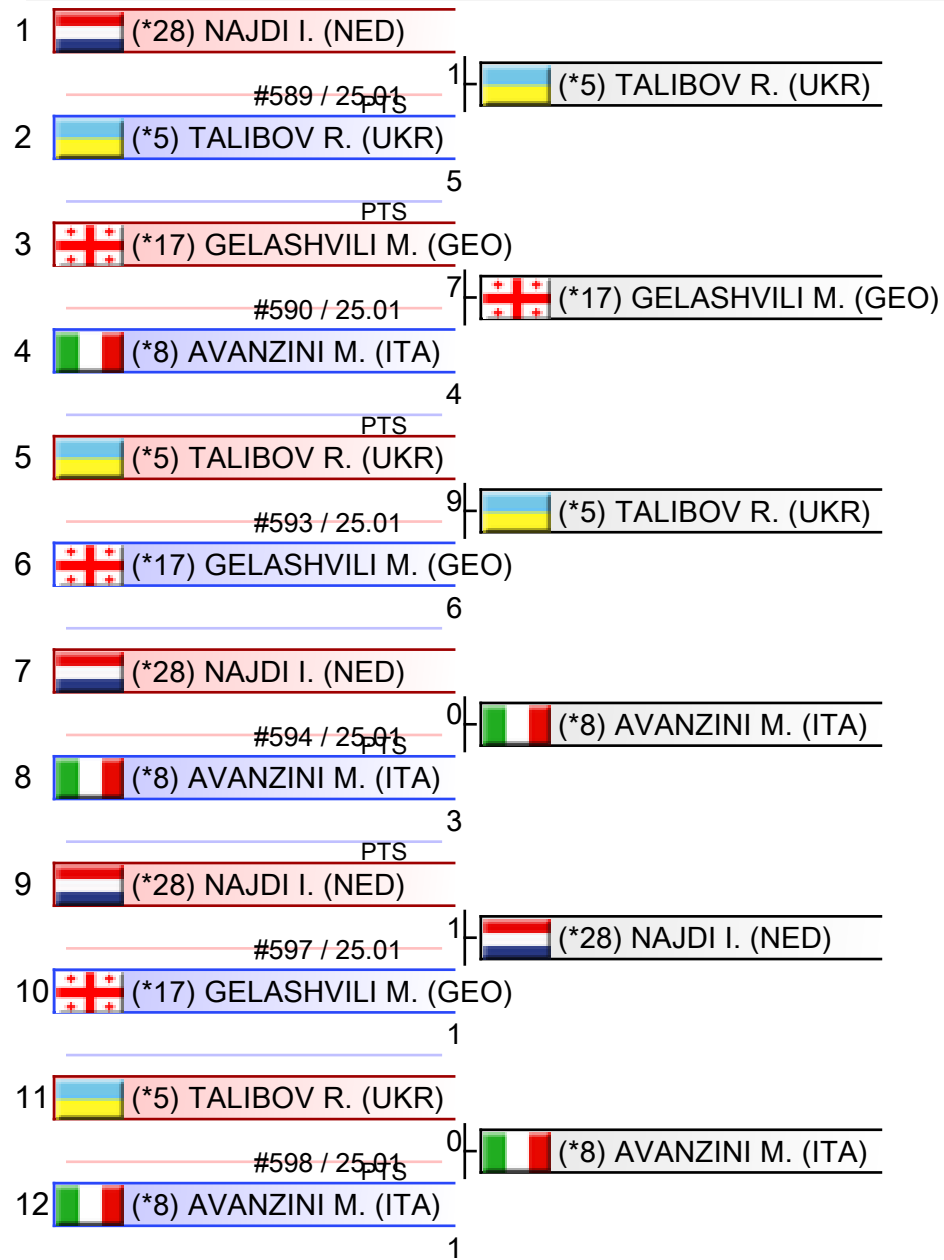 1 (*28) NAJDI I. (NED)
1 (*5) TALIBOV R. (UKR)
#589 / 25.01
PTS
2 (*5) TALIBOV R. (UKR)
5
PTS
3 (*17) GELASHVILI M. (GEO)
7 (*17) GELASHVILI M. (GEO)
#590 / 25.01
4 (*8) AVANZINI M. (ITA)
4
PTS
5 (*5) TALIBOV R. (UKR)
9 (*5) TALIBOV R. (UKR)
#593 / 25.01
6 (*17) GELASHVILI M. (GEO)
6
7 (*28) NAJDI I. (NED)
0 (*8) AVANZINI M. (ITA)
#594 / 25.01
PTS
8 (*8) AVANZINI M. (ITA)
3
PTS
9 (*28) NAJDI I. (NED)
1 (*28) NAJDI I. (NED)
#597 / 25.01
10 (*17) GELASHVILI M. (GEO)
1
11 (*5) TALIBOV R. (UKR)
0 (*8) AVANZINI M. (ITA)
#598 / 25.01
PTS
12 (*8) AVANZINI M. (ITA)
1